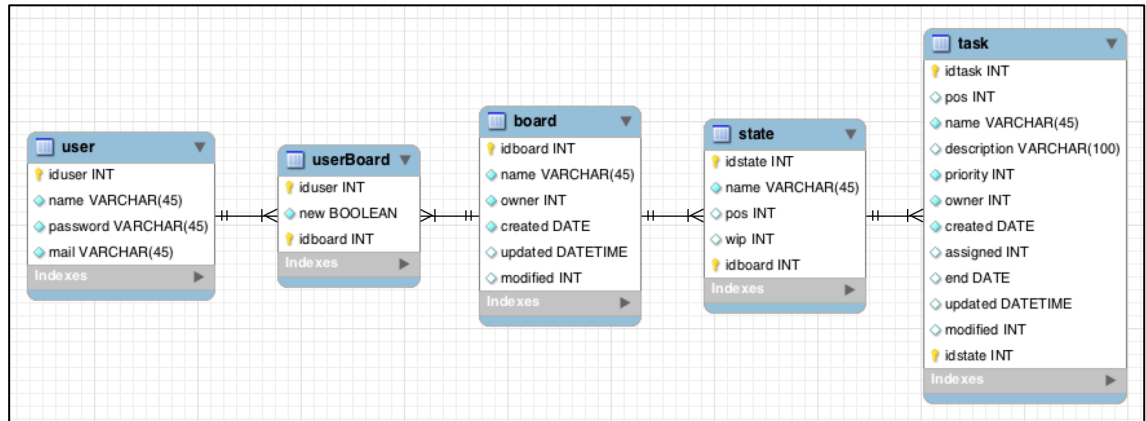 user
iduser INT
name VARCHAR(45)
password VARCHAR(45)
mail VARCHAR(45)
Indexes
userBoard
iduser INT
new BOOLEAN
idboard INT
Indexes
board
idboard INT
name VARCHAR(45)
owner INT
created DATE
updated DATETIME
modified INT
Indexes
state
idstate INT
name VARCHAR(45)
pos INT
wip INT
idboard INT
Indexes
task
idtask INT
pos INT
name VARCHAR(45)
description VARCHAR(100)
priority INT
owner INT
created DATE
assigned INT
end DATE
updated DATETIME
modified INT
idstate INT
Indexes